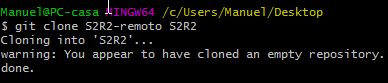 Manuel@PC-casa MINGW64 /c/Users/Manuel/Desktop
$ git clone S2R2-remoto S2R2
Cloning into 'S2R2'...
warning: You appear to have cloned an empty repository.
done.